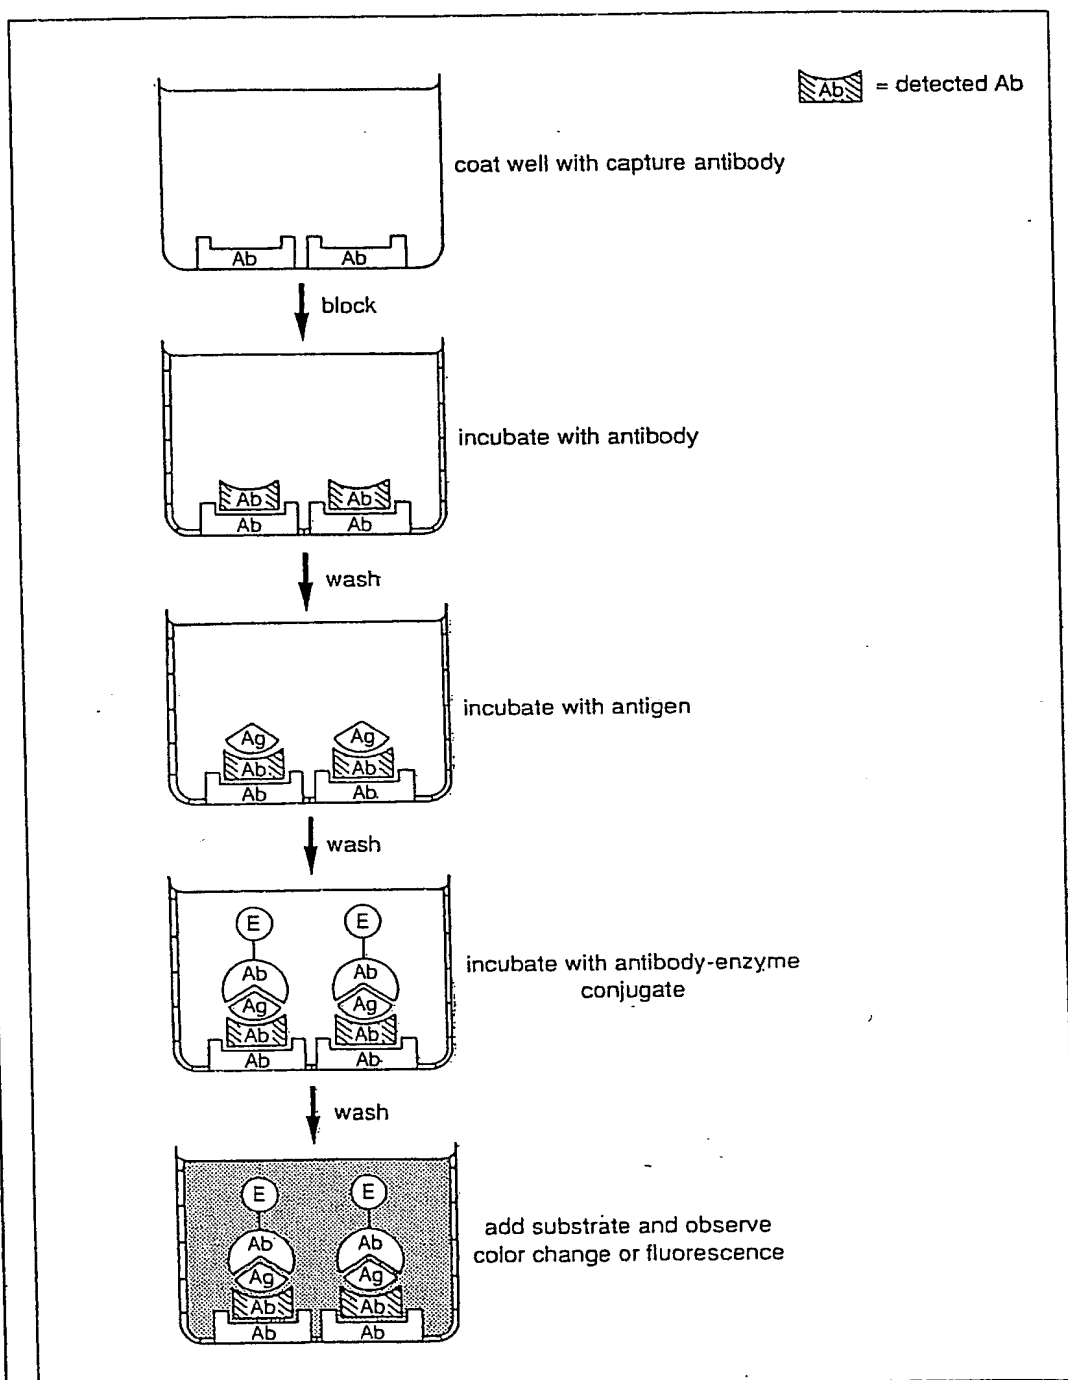 Ab = detected Ab
coat well with capture antibody
Ab Ab
block
incubate with antibody
Ab Ab
Ab Ab
wash
incubate with antigen
Ag Ag
Ab Ab
Ab Ab
wash
E E
Ab Ab
Ag Ag
Ab Ab
Ab Ab
incubate with antibody-enzyme
conjugate
wash
E E
Ab Ab
Ag Ag
Ab Ab
Ab Ab
add substrate and observe
color change or fluorescence